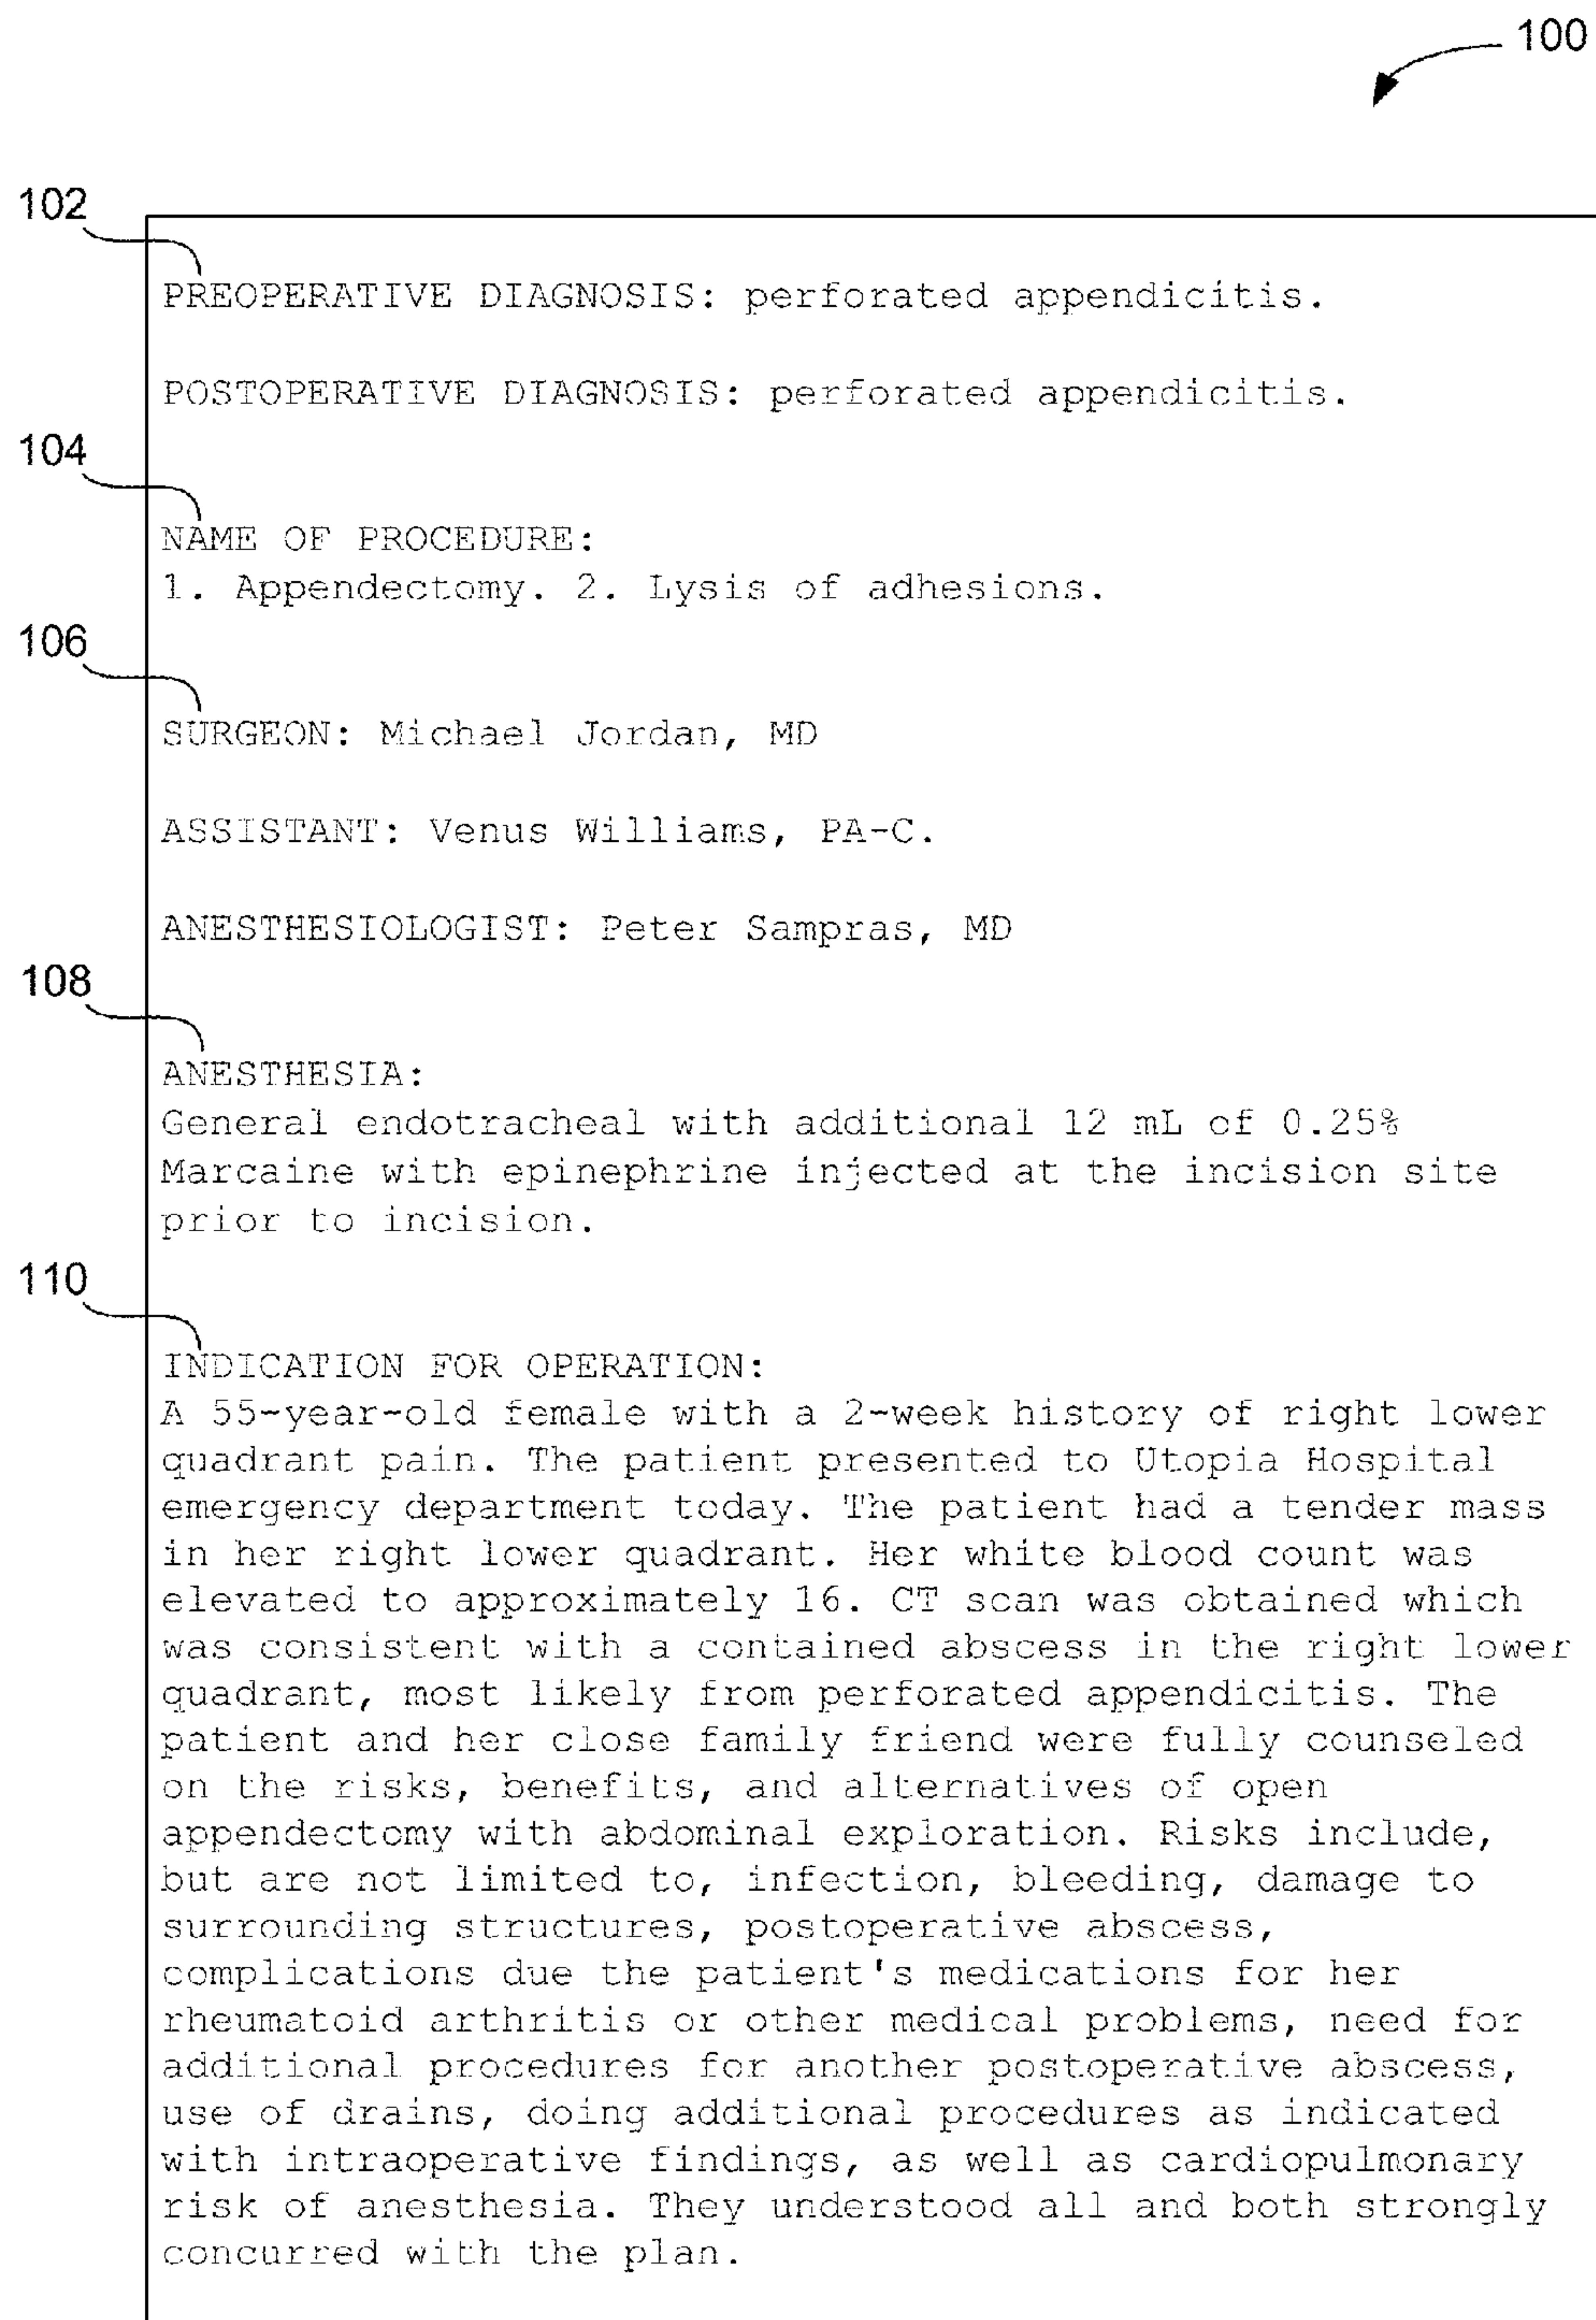 100
102
PREOPERATIVE DIAGNOSIS: perforated appendicitis.
POSTOPERATIVE DIAGNOSIS: perforated appendicitis.
104
NAME OF PROCEDURE:
1. Appendectomy. 2. Lysis of adhesions.
106
SURGEON: Michael Jordan, MD
ASSISTANT: Venus Williams, PA-C.
ANESTHESIOLOGIST: Peter Sampras, MD
108
ANESTHESIA:
General endotracheal with additional 12 mL of 0.25%
Marcaine with epinephrine injected at the incision site
prior to incision.
110
INDICATION FOR OPERATION:
A 55-year-old female with a 2-week history of right lower
quadrant pain. The patient presented to Utopia Hospital
emergency department today. The patient had a tender mass
in her right lower quadrant. Her white blood count was
elevated to approximately 16. CT scan was obtained which
was consistent with a contained abscess in the right lower
quadrant, most likely from perforated appendicitis. The
patient and her close family friend were fully counseled
on the risks, benefits, and alternatives of open
appendectomy with abdominal exploration. Risks include,
but are not limited to, infection, bleeding, damage to
surrounding structures, postoperative abscess,
complications due the patient's medications for her
rheumatoid arthritis or other medical problems, need for
additional procedures for another postoperative abscess,
use of drains, doing additional procedures as indicated
with intraoperative findings, as well as cardiopulmonary
risk of anesthesia. They understood all and both strongly
concurred with the plan.